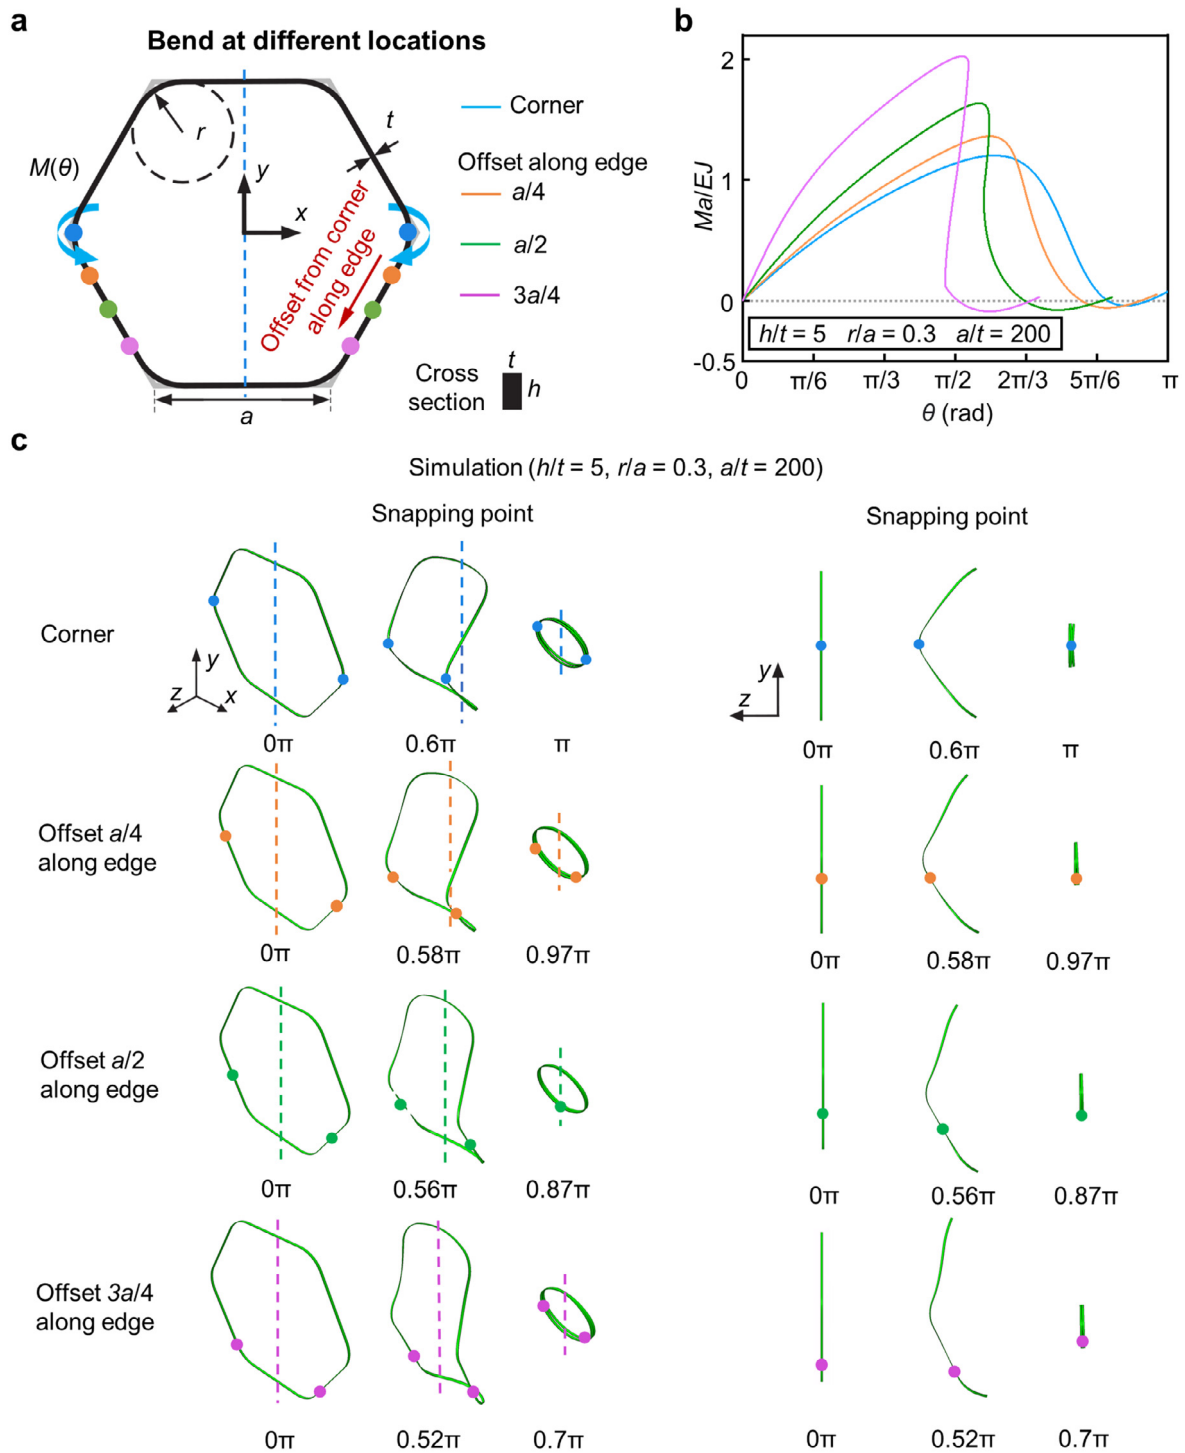 a
Bend at different locations
M(θ)
r
t
y
x
Offset from corner
along edge
a
Corner
Offset along edge
a/4
a/2
3a/4
Cross
section
t
h
b
Ma/EJ
2
1
0
-0.5
h/t = 5 r/a = 0.3 a/t = 200
0 π/6 π/3 π/2 2π/3 5π/6 π
θ (rad)
c
Simulation (h/t = 5, r/a = 0.3, a/t = 200)
Snapping point Snapping point
Corner
y
z x
y
z
0π 0.6π π 0π 0.6π π
Offset a/4
along edge
0π 0.58π 0.97π 0π 0.58π 0.97π
Offset a/2
along edge
0π 0.56π 0.87π 0π 0.56π 0.87π
Offset 3a/4
along edge
0π 0.52π 0.7π 0π 0.52π 0.7π